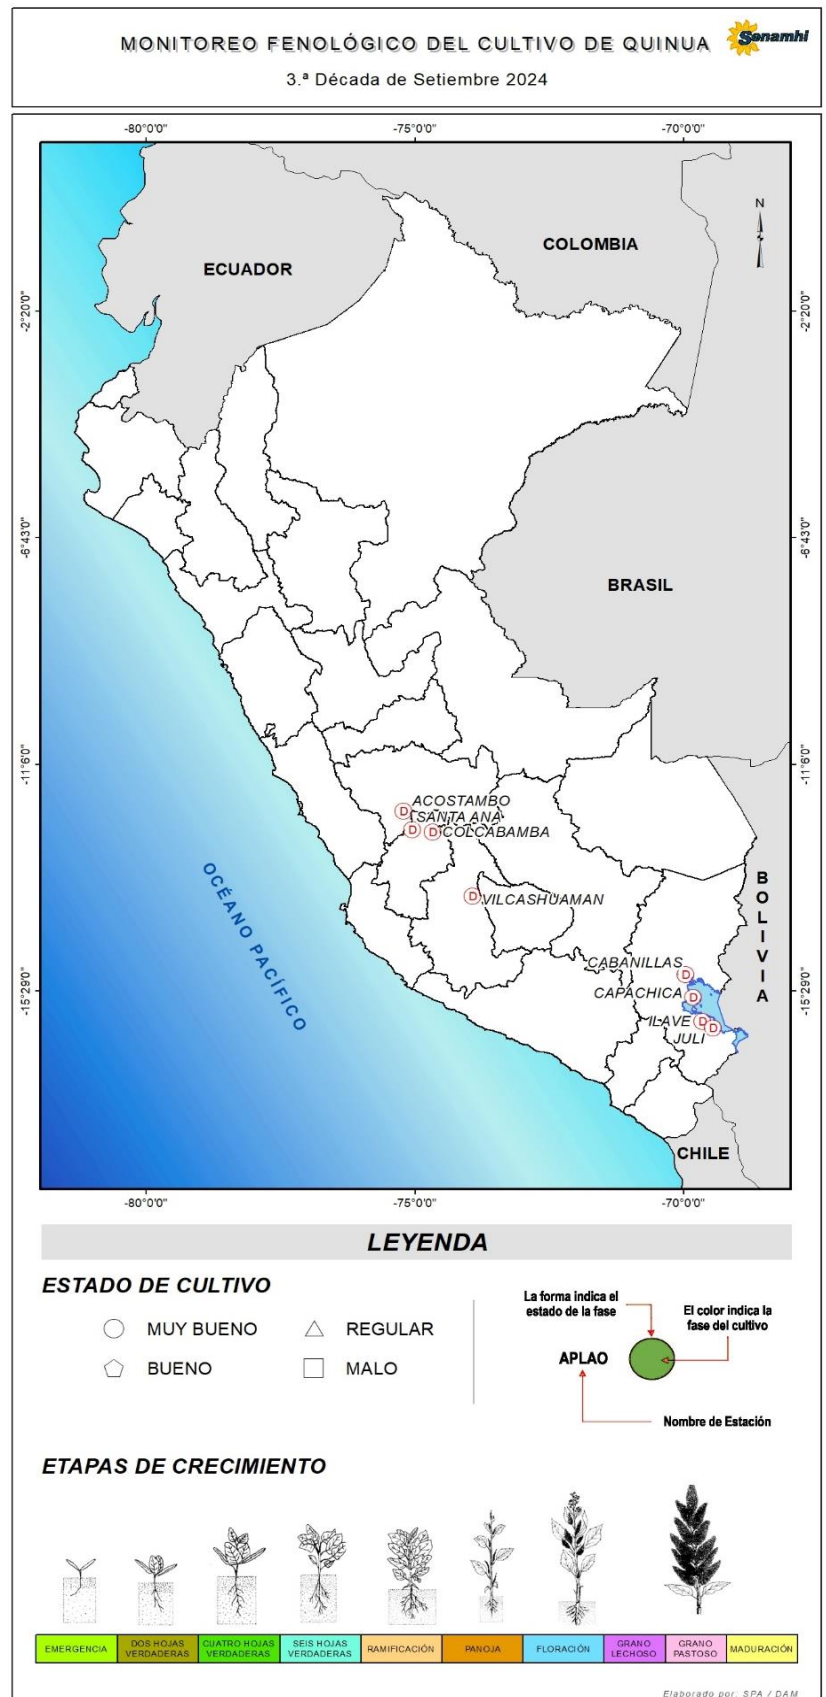 MONITOREO FENOLÓGICO DEL CULTIVO DE QUINUA
Senamhi
3.ª Década de Setiembre 2024
-80°0'0"
-75°0'0"
-70°0'0"
N
COLOMBIA
ECUADOR
-2°20'0"
-2°20'0"
-6°43'0"
-6°43'0"
BRASIL
-11°6'0"
-11°6'0"
D ACOSTAMBO
SANTA ANA
D
D COLCABAMBA
OCÉANO PACÍFICO
BOLIVIA
D VILCASHUAMAN
CABANILLAS D
CAPACHICA D
-15°29'0"
-15°29'0"
ILAVE D
JULI D
CHILE
-80°0'0"
-75°0'0"
-70°0'0"
LEYENDA
ESTADO DE CULTIVO
MUY BUENO
REGULAR
BUENO
MALO
La forma indica el
estado de la fase
El color indica la
fase del cultivo
APLAO
Nombre de Estación
ETAPAS DE CRECIMIENTO
EMERGENCIA
DOS HOJAS
VERDADERAS
CUATRO HOJAS
VERDADERAS
SEIS HOJAS
VERDADERAS
RAMIFICACIÓN
PANOJA
FLORACIÓN
GRANO
LECHOSO
GRANO
PASTOSO
MADURACIÓN
Elaborado por: SPA / DAM